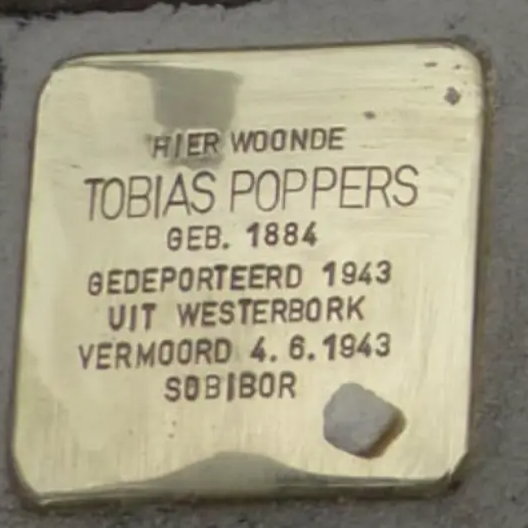 HIER WOONDE
TOBIAS POPPERS
GEB. 1884
GEDEPORTEERD 1943
UIT WESTERBORK
VERMOORD 4.6.1943
SOBIBOR